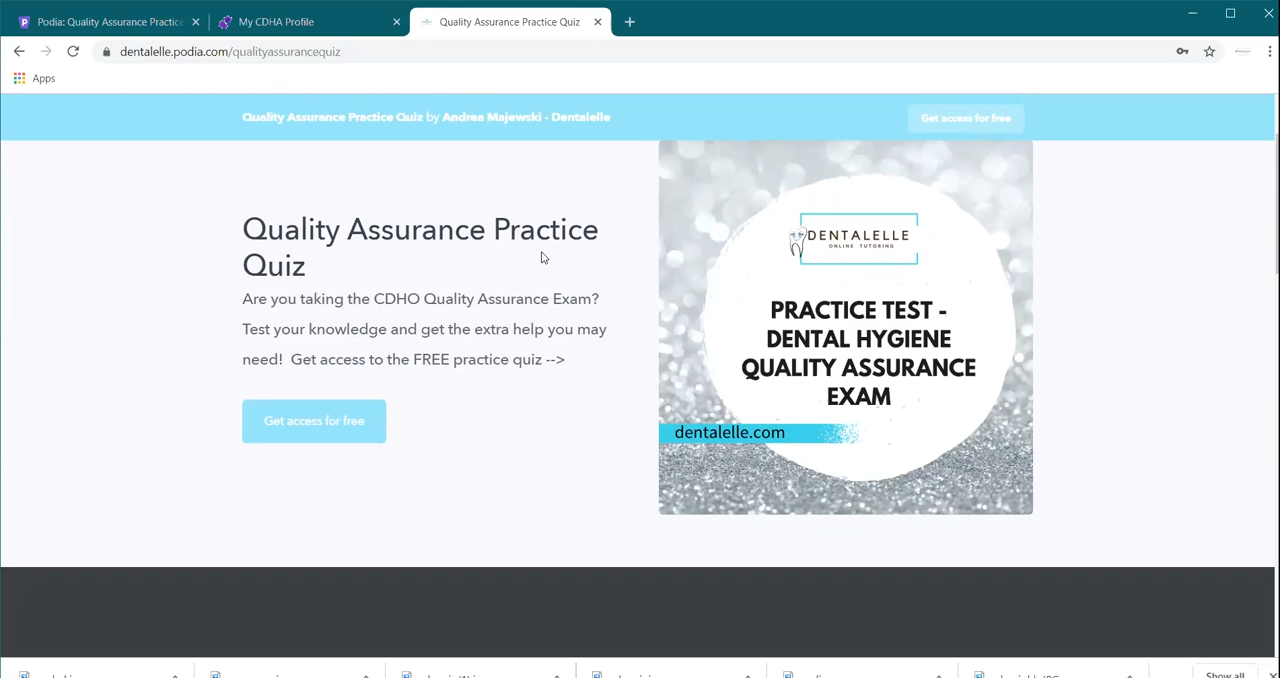 Podia: Quality Assurance Practice
My CDHA Profile
Quality Assurance Practice Quiz
dentalelle.podia.com/qualityassurancequiz
Apps
Quality Assurance Practice Quiz by Andrea Majewski - Dentalelle
Get access for free
Quality Assurance Practice
Quiz
Are you taking the CDHO Quality Assurance Exam?
Test your knowledge and get the extra help you may
need!  Get access to the FREE practice quiz -->
Get access for free
DENTALELLE
ONLINE TUTORING
PRACTICE TEST -
DENTAL HYGIENE
QUALITY ASSURANCE
EXAM
dentalelle.com
Show all